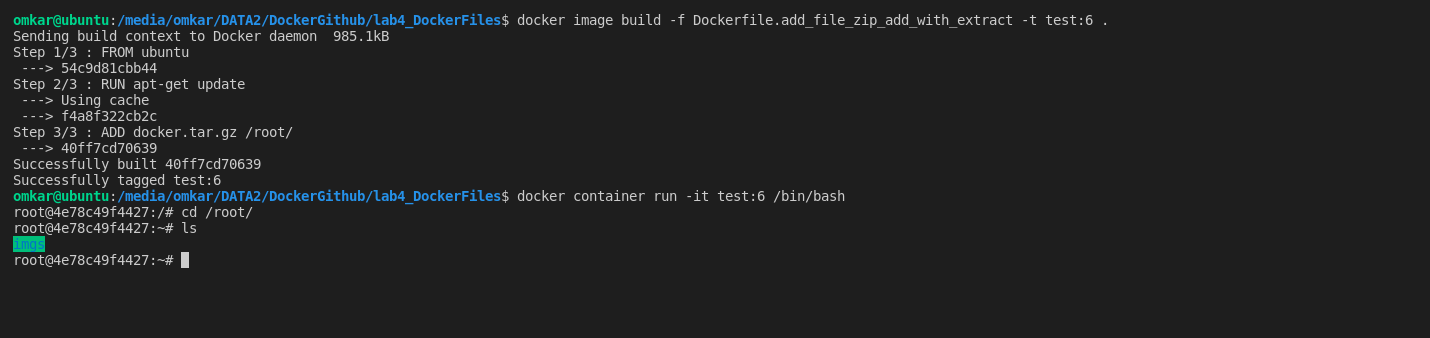 omkar@ubuntu:/media/omkar/DATA2/DockerGithub/lab4_DockerFiles$ docker image build -f Dockerfile.add_file_zip_add_with_extract -t test:6 .
Sending build context to Docker daemon  985.1kB
Step 1/3 : FROM ubuntu
 ---> 54c9d81cbb44
Step 2/3 : RUN apt-get update
 ---> Using cache
 ---> f4a8f322cb2c
Step 3/3 : ADD docker.tar.gz /root/
 ---> 40ff7cd70639
Successfully built 40ff7cd70639
Successfully tagged test:6
omkar@ubuntu:/media/omkar/DATA2/DockerGithub/lab4_DockerFiles$ docker container run -it test:6 /bin/bash
root@4e78c49f4427:/# cd /root/
root@4e78c49f4427:~# ls
imgs
root@4e78c49f4427:~#